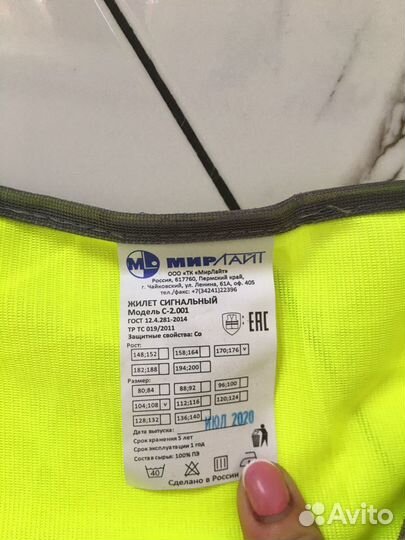 МИРЛАЙТ
ООО «ТК «МирЛайт»
Россия, 617760, Пермский край,
г. Чайковский, ул. Ленина, 61А, оф. 405
тел./факс: +7(34241)22396
ЖИЛЕТ СИГНАЛЬНЫЙ
Модель С-2.001
ГОСТ 12.4.281-2014
ТР ТС 019/2011
Защитные свойства: Со
EAC
Рост:
148;152 158;164 170;176 v
182;188 194;200
Размер:
80;84 88;92 96;100
104;108 v 112;116 120;124
128;132 136;140
Дата выпуска: ИЮЛ 2020
Срок хранения 5 лет
Срок эксплуатации 1 год
Состав сырья: 100% ПЭ
40
Сделано в России
Avito